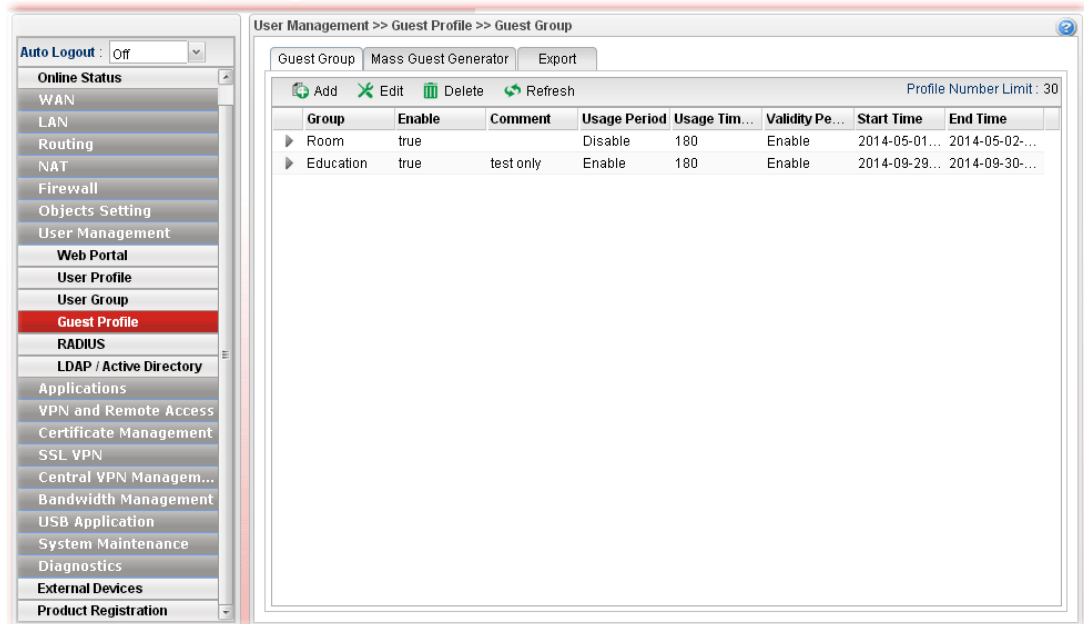 User Management >> Guest Profile >> Guest Group
Auto Logout : Off
Online Status
WAN
LAN
Routing
NAT
Firewall
Objects Setting
User Management
Web Portal
User Profile
User Group
Guest Profile
RADIUS
LDAP / Active Directory
Applications
VPN and Remote Access
Certificate Management
SSL VPN
Central VPN Managem...
Bandwidth Management
USB Application
System Maintenance
Diagnostics
External Devices
Product Registration
Guest Group Mass Guest Generator Export
Add Edit Delete Refresh Profile Number Limit : 30
Group Enable Comment Usage Period Usage Tim... Validity Pe... Start Time End Time
Room true Disable 180 Enable 2014-05-01... 2014-05-02-...
Education true test only Enable 180 Enable 2014-09-29... 2014-09-30-...